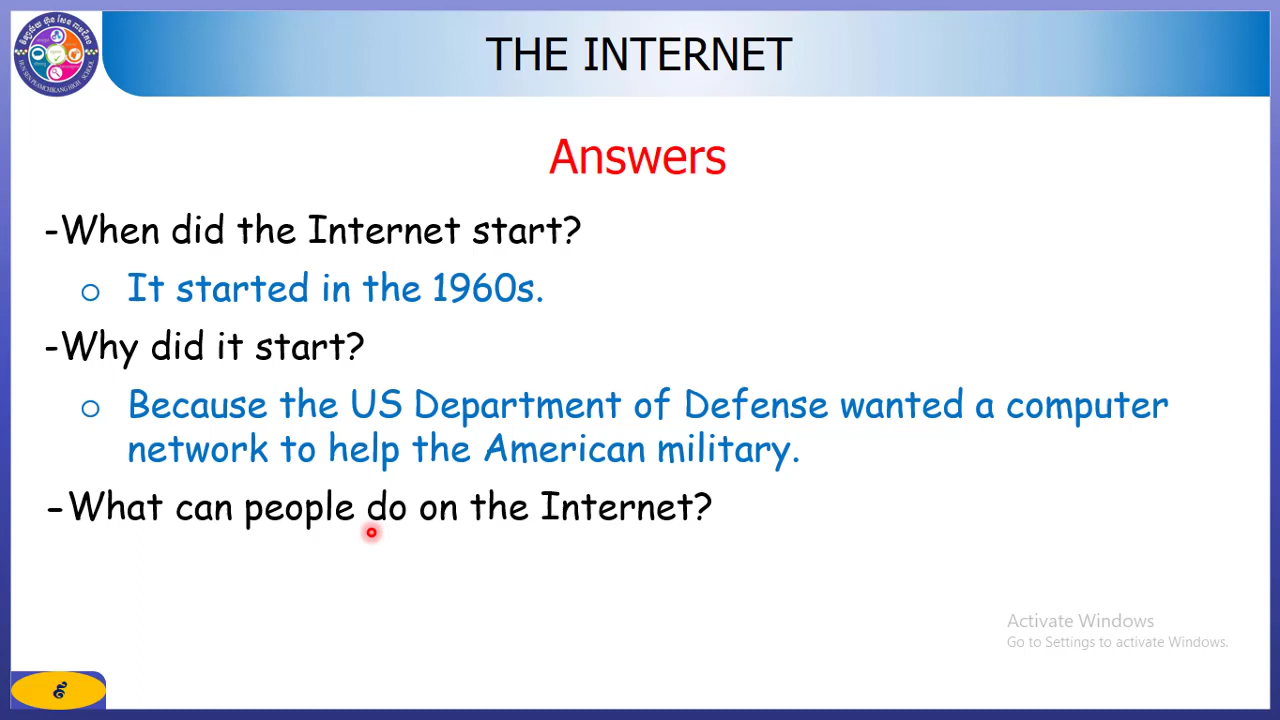 THE INTERNET
Answers
-When did the Internet start?
o It started in the 1960s.
-Why did it start?
o Because the US Department of Defense wanted a computer
network to help the American military.
-What can people do on the Internet?
Activate Windows
Go to Settings to activate Windows.